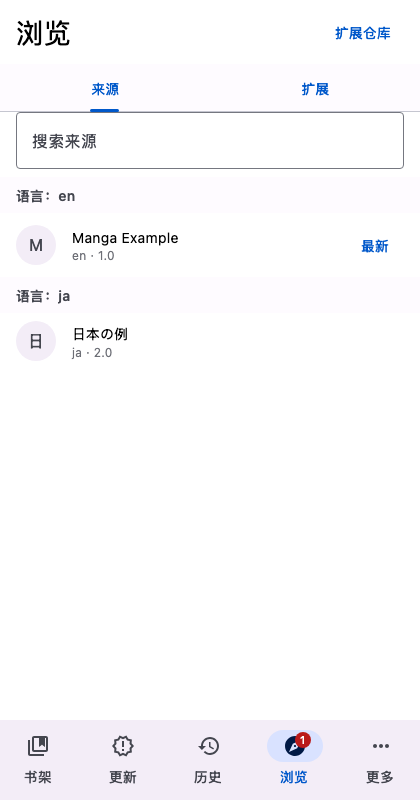 浏览
扩展仓库
来源
扩展
搜索来源
语言：en
M
Manga Example
en · 1.0
最新
语言：ja
日
日本の例
ja · 2.0
1
书架
更新
历史
浏览
更多